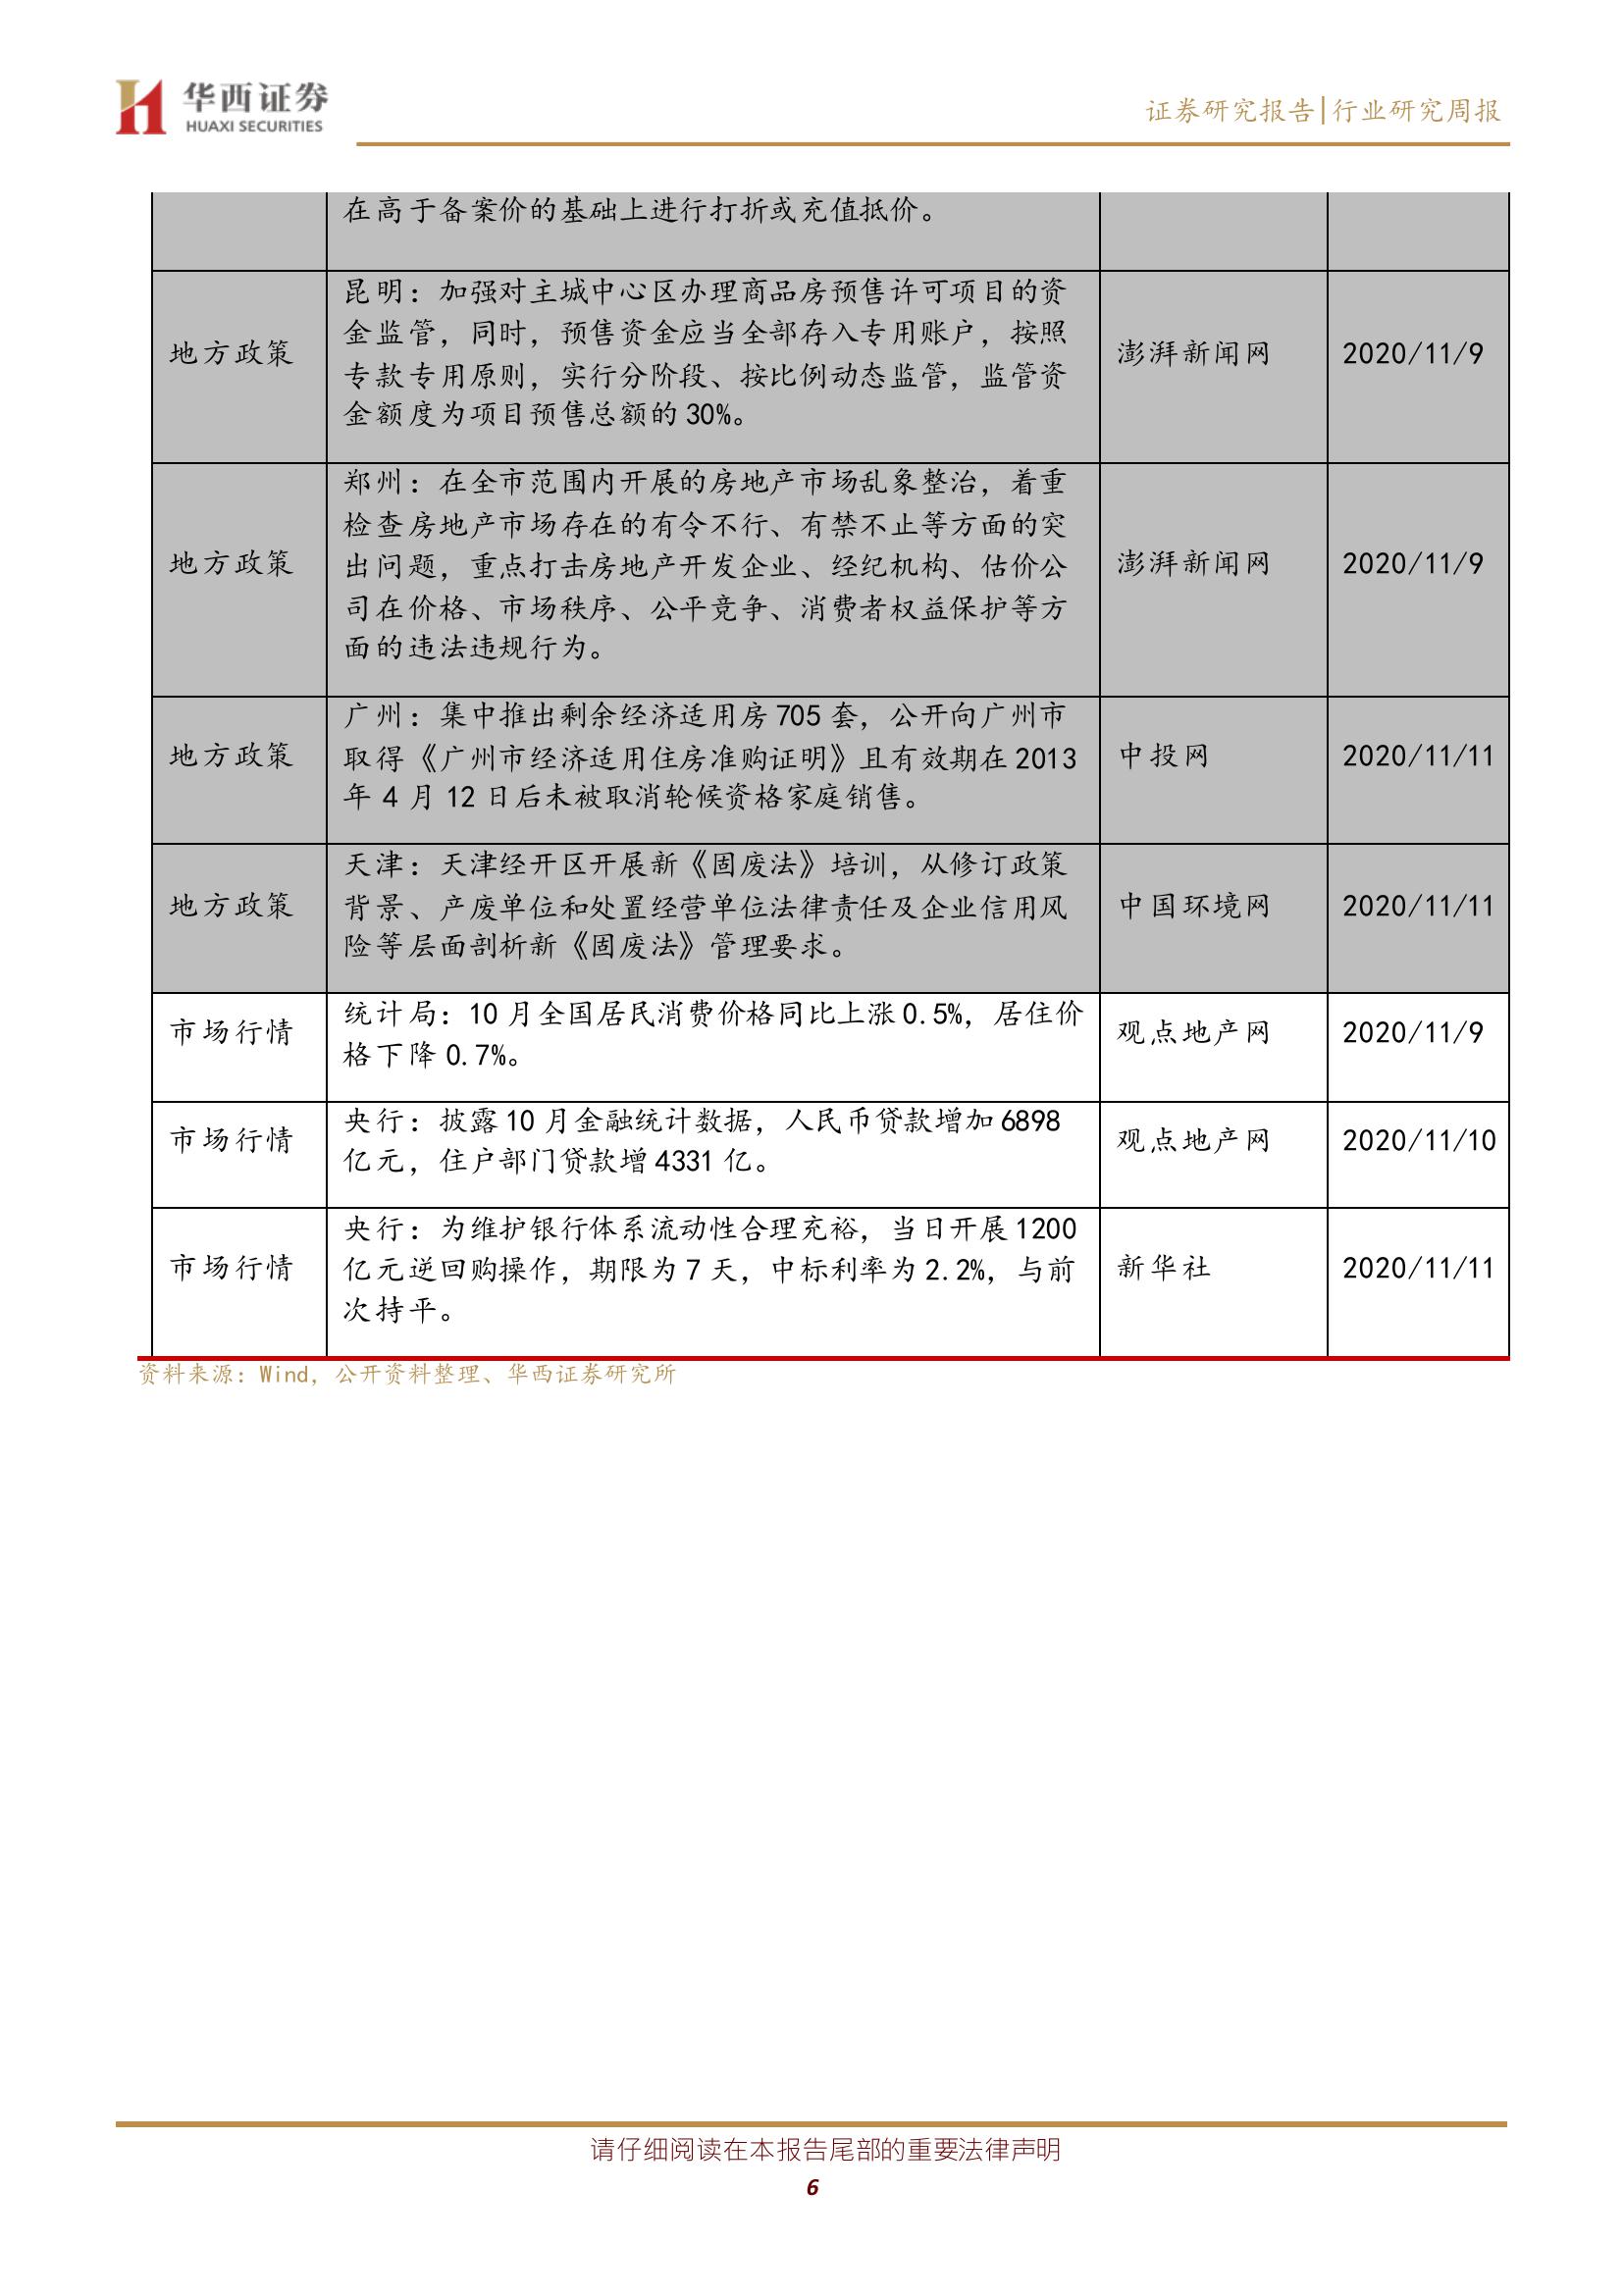 华西证券
HUAXI SECURITIES
证券研究报告|行业研究周报
在高于备案价的基础上进行打折或充值抵价。
地方政策
昆明：加强对主城中心区办理商品房预售许可项目的资
金监管，同时，预售资金应当全部存入专用账户，按照
专款专用原则，实行分阶段、按比例动态监管，监管资
金额度为项目预售总额的30%。
澎湃新闻网
2020/11/9
地方政策
郑州：在全市范围内开展的房地产市场乱象整治，着重
检查房地产市场存在的有令不行、有禁不止等方面的突
出问题，重点打击房地产开发企业、经纪机构、估价公
司在价格、市场秩序、公平竞争、消费者权益保护等方
面的违法违规行为。
澎湃新闻网
2020/11/9
地方政策
广州：集中推出剩余经济适用房705套，公开向广州市
取得《广州市经济适用住房准购证明》且有效期在2013
年4月12日后未被取消轮候资格家庭销售。
中投网
2020/11/11
地方政策
天津：天津经开区开展新《固废法》培训，从修订政策
背景、产废单位和处置经营单位法律责任及企业信用风
险等层面剖析新《固废法》管理要求。
中国环境网
2020/11/11
市场行情
统计局：10月全国居民消费价格同比上涨0.5%，居住价
格下降0.7%。
观点地产网
2020/11/9
市场行情
央行：披露10月金融统计数据，人民币贷款增加6898
亿元，住户部门贷款增4331亿。
观点地产网
2020/11/10
市场行情
央行：为维护银行体系流动性合理充裕，当日开展1200
亿元逆回购操作，期限为7天，中标利率为2.2%，与前
次持平。
新华社
2020/11/11
资料来源：Wind，公开资料整理、华西证券研究所
请仔细阅读在本报告尾部的重要法律声明
6